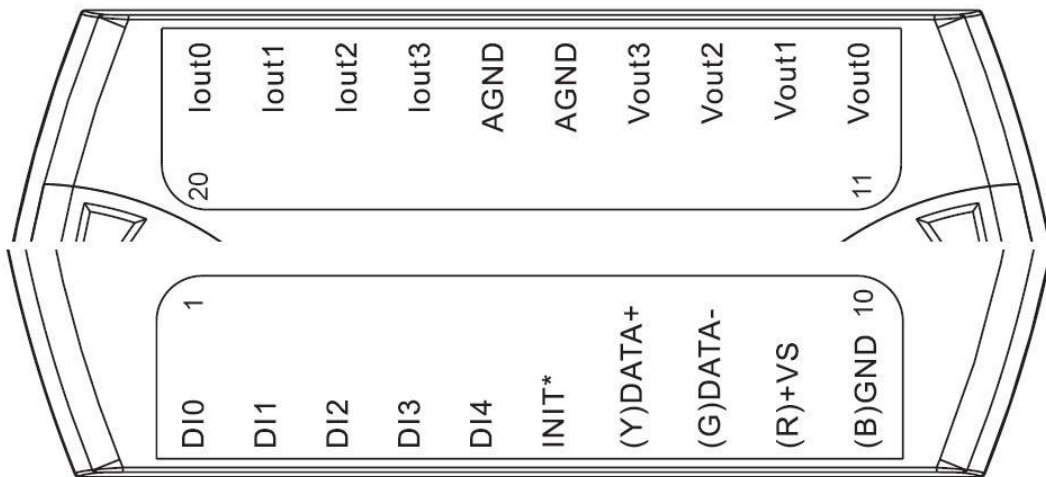 Iout0
Iout1
Iout2
Iout3
AGND
AGND
Vout3
Vout2
Vout1
Vout0
20
11
1
10
DI0
DI1
DI2
DI3
DI4
INIT*
(Y)DATA+
(G)DATA-
(R)+VS
(B)GND